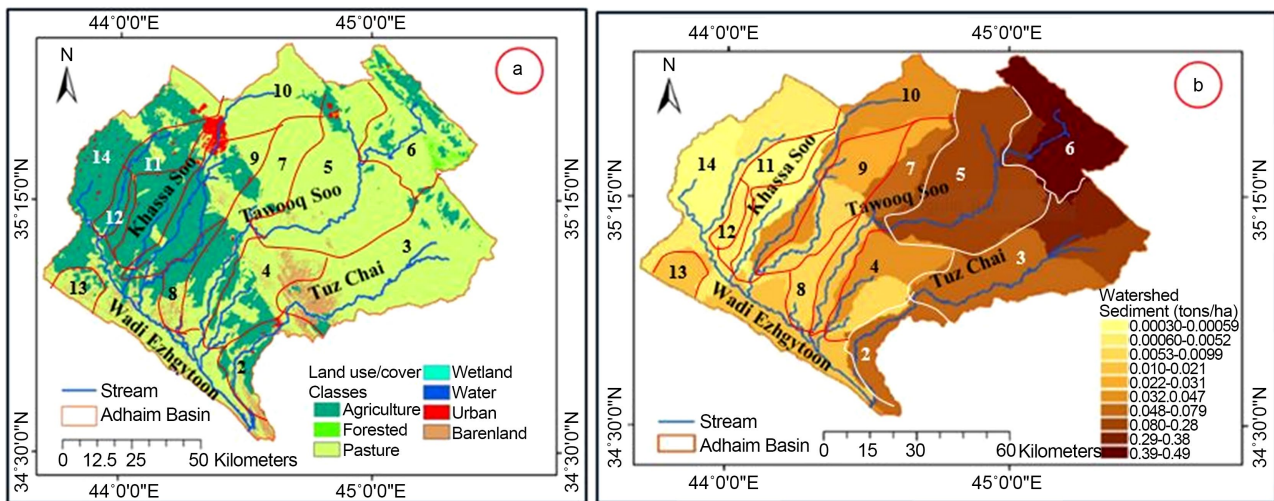 44°0'0"E
45°0'0"E
N
a
10
14
11
9
7
5
6
Khassa Soo
Tawooq Soo
12
3
4
Tuz Chai
13
8
Wadi Ezhgytoon
2
35°15'0"N
35°15'0"N
34°30'0"N
34°30'0"N
Land use/cover
Classes
Agriculture
Forested
Pasture
Wetland
Water
Urban
Barenland
Stream
Adhaim Basin
0 12.5 25 50 Kilometers
44°0'0"E
45°0'0"E
44°0'0"E
45°0'0"E
N
b
10
14
11
9
7
5
6
Khassa Soo
Tawooq Soo
12
3
4
Tuz Chai
13
8
Wadi Ezhgytoon
2
35°15'0"N
35°15'0"N
34°30'0"N
34°30'0"N
Watershed
Sediment (tons/ha)
0.00030-0.00059
0.00060-0.0052
0.0053-0.0099
0.010-0.021
0.022-0.031
0.032.0.047
0.048-0.079
0.080-0.28
0.29-0.38
0.39-0.49
Stream
Adhaim Basin
0 15 30 60 Kilometers
44°0'0"E
45°0'0"E